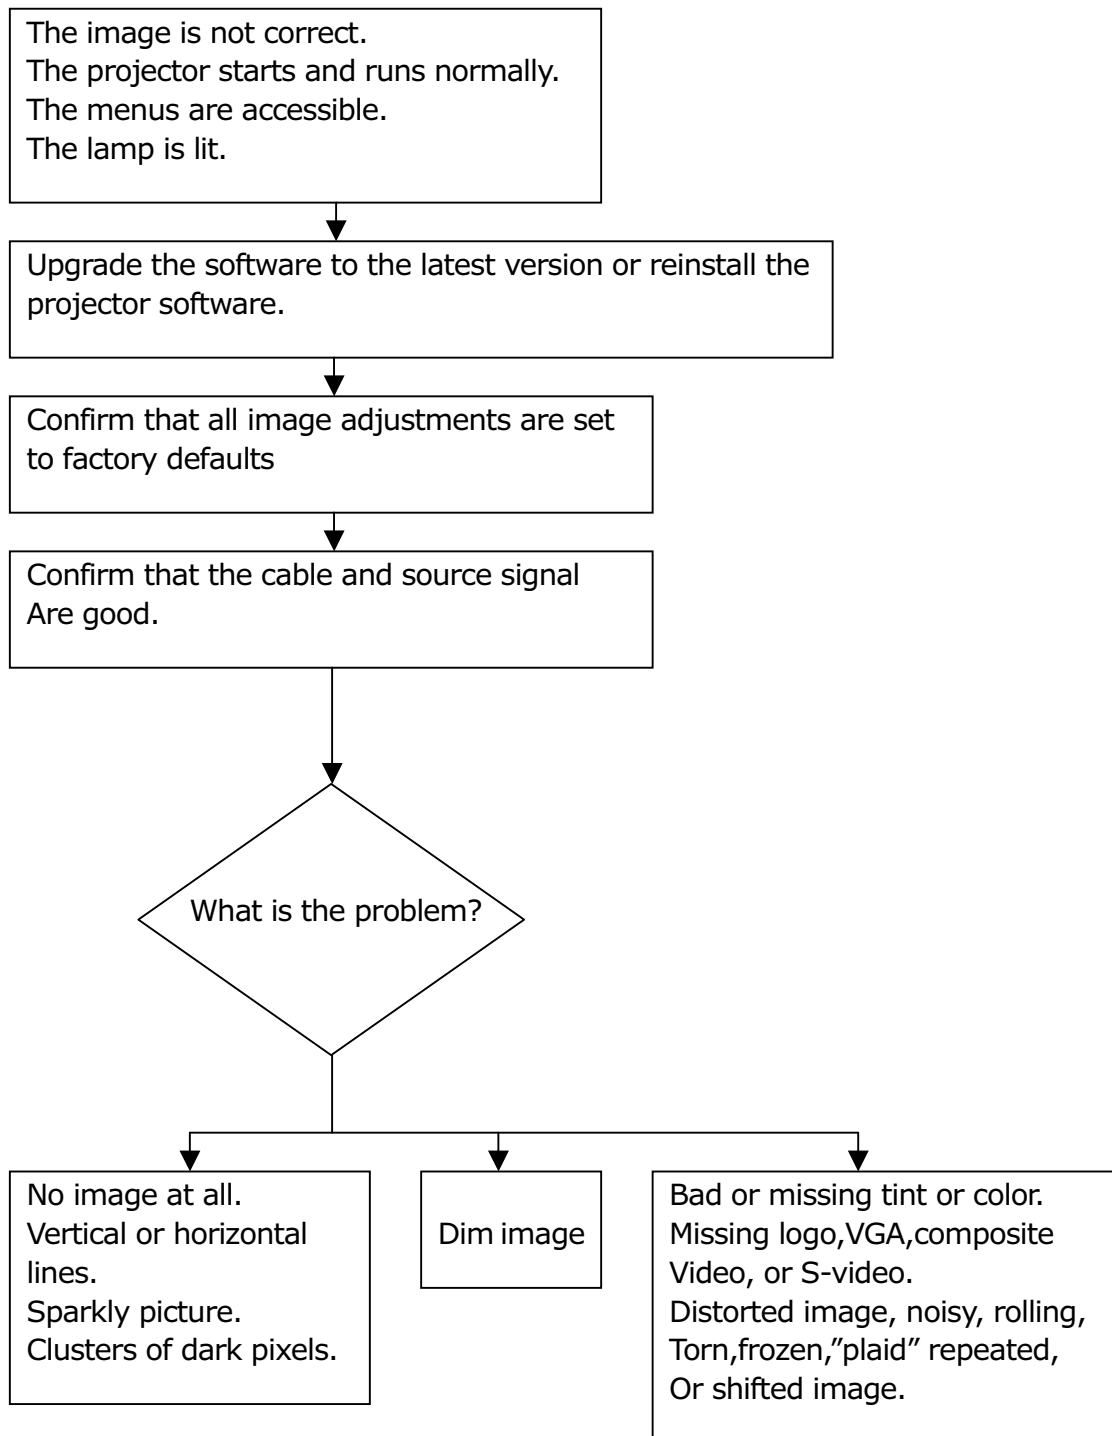 The image is not correct.
The projector starts and runs normally.
The menus are accessible.
The lamp is lit.
Upgrade the software to the latest version or reinstall the
projector software.
Confirm that all image adjustments are set
to factory defaults
Confirm that the cable and source signal
Are good.
What is the problem?
No image at all.
Vertical or horizontal
lines.
Sparkly picture.
Clusters of dark pixels.
Dim image
Bad or missing tint or color.
Missing logo,VGA,composite
Video, or S-video.
Distorted image, noisy, rolling,
Torn,frozen,”plaid” repeated,
Or shifted image.